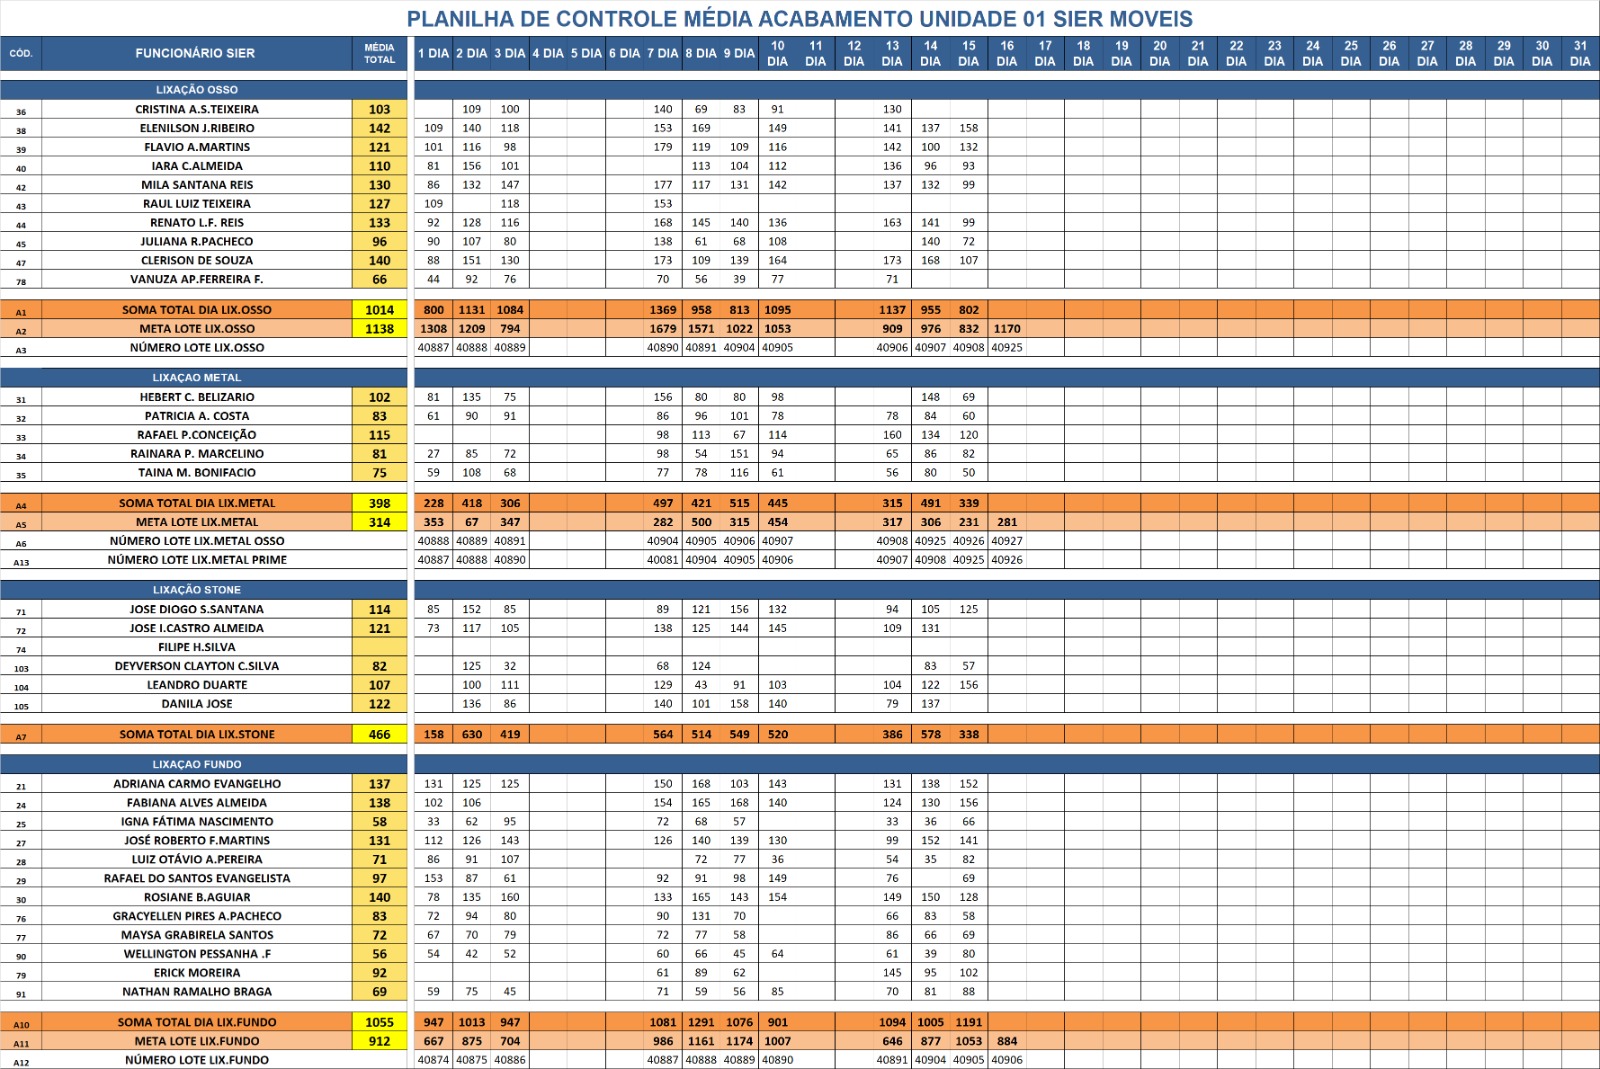 PLANILHA DE CONTROLE MÉDIA ACABAMENTO UNIDADE 01 SIER MOVEIS
CÓD. FUNCIONÁRIO SIER MÉDIA TOTAL 1 DIA 2 DIA 3 DIA 4 DIA 5 DIA 6 DIA 7 DIA 8 DIA 9 DIA 10 DIA 11 DIA 12 DIA 13 DIA 14 DIA 15 DIA 16 DIA 17 DIA 18 DIA 19 DIA 20 DIA 21 DIA 22 DIA 23 DIA 24 DIA 25 DIA 26 DIA 27 DIA 28 DIA 29 DIA 30 DIA 31 DIA
LIXAÇÃO OSSO
36 CRISTINA A.S.TEIXEIRA 103 109 100 140 69 83 91 130
38 ELENILSON J.RIBEIRO 142 109 140 118 153 169 149 141 137 158
39 FLAVIO A.MARTINS 121 101 116 98 179 119 109 116 142 100 132
40 IARA C.ALMEIDA 110 81 156 101 113 104 112 136 96 93
42 MILA SANTANA REIS 130 86 132 147 177 117 131 142 137 132 99
43 RAUL LUIZ TEIXEIRA 127 109 118 153
44 RENATO L.F. REIS 133 92 128 116 168 145 140 136 163 141 99
45 JULIANA R.PACHECO 96 90 107 80 138 61 68 108 140 72
47 CLERISON DE SOUZA 140 88 151 130 173 109 139 164 173 168 107
78 VANUZA AP.FERREIRA F. 66 44 92 76 70 56 39 77 71
A1 SOMA TOTAL DIA LIX.OSSO 1014 800 1131 1084 1369 958 813 1095 1137 955 802
A2 META LOTE LIX.OSSO 1138 1308 1209 794 1679 1571 1022 1053 909 976 832 1170
A3 NÚMERO LOTE LIX.OSSO 40887 40888 40889 40890 40891 40904 40905 40906 40907 40908 40925
LIXAÇAO METAL
31 HEBERT C. BELIZARIO 102 81 135 75 156 80 80 98 148 69
32 PATRICIA A. COSTA 83 61 90 91 86 96 101 78 78 84 60
33 RAFAEL P.CONCEIÇÃO 115 98 113 67 114 160 134 120
34 RAINARA P. MARCELINO 81 27 85 72 98 54 151 94 65 86 82
35 TAINA M. BONIFACIO 75 59 108 68 77 78 116 61 56 80 50
A4 SOMA TOTAL DIA LIX.METAL 398 228 418 306 497 421 515 445 315 491 339
A5 META LOTE LIX.METAL 314 353 67 347 282 500 315 454 317 306 231 281
A6 NÚMERO LOTE LIX.METAL OSSO 40888 40889 40891 40904 40905 40906 40907 40908 40925 40926 40927
A13 NÚMERO LOTE LIX.METAL PRIME 40887 40888 40890 40081 40904 40905 40906 40907 40908 40925 40926
LIXAÇÃO STONE
71 JOSE DIOGO S.SANTANA 114 85 152 85 89 121 156 132 94 105 125
72 JOSE I.CASTRO ALMEIDA 121 73 117 105 138 125 144 145 109 131
74 FILIPE H.SILVA
103 DEYVERSON CLAYTON C.SILVA 82 125 32 68 124 83 57
104 LEANDRO DUARTE 107 100 111 129 43 91 103 104 122 156
105 DANILA JOSE 122 136 86 140 101 158 140 79 137
A7 SOMA TOTAL DIA LIX.STONE 466 158 630 419 564 514 549 520 386 578 338
LIXAÇAO FUNDO
21 ADRIANA CARMO EVANGELHO 137 131 125 125 150 168 103 143 131 138 152
24 FABIANA ALVES ALMEIDA 138 102 106 154 165 168 140 124 130 156
25 IGNA FÁTIMA NASCIMENTO 58 33 62 95 72 68 57 33 36 66
27 JOSÉ ROBERTO F.MARTINS 131 112 126 143 126 140 139 130 99 152 141
28 LUIZ OTÁVIO A.PEREIRA 71 86 91 107 72 77 36 54 35 82
29 RAFAEL DO SANTOS EVANGELISTA 97 153 87 61 92 91 98 149 76 69
30 ROSIANE B.AGUIAR 140 78 135 160 133 165 143 154 149 150 128
76 GRACYELLEN PIRES A.PACHECO 83 72 94 80 90 131 70 66 83 58
77 MAYSA GRABIRELA SANTOS 72 67 70 79 72 77 58 86 66 69
90 WELLINGTON PESSANHA .F 56 54 42 52 60 66 45 64 61 39 80
79 ERICK MOREIRA 92 61 89 62 145 95 102
91 NATHAN RAMALHO BRAGA 69 59 75 45 71 59 56 85 70 81 88
A10 SOMA TOTAL DIA LIX.FUNDO 1055 947 1013 947 1081 1291 1076 901 1094 1005 1191
A11 META LOTE LIX.FUNDO 912 667 875 704 986 1161 1174 1007 646 877 1053 884
A12 NÚMERO LOTE LIX.FUNDO 40874 40875 40886 40887 40888 40889 40890 40891 40904 40905 40906